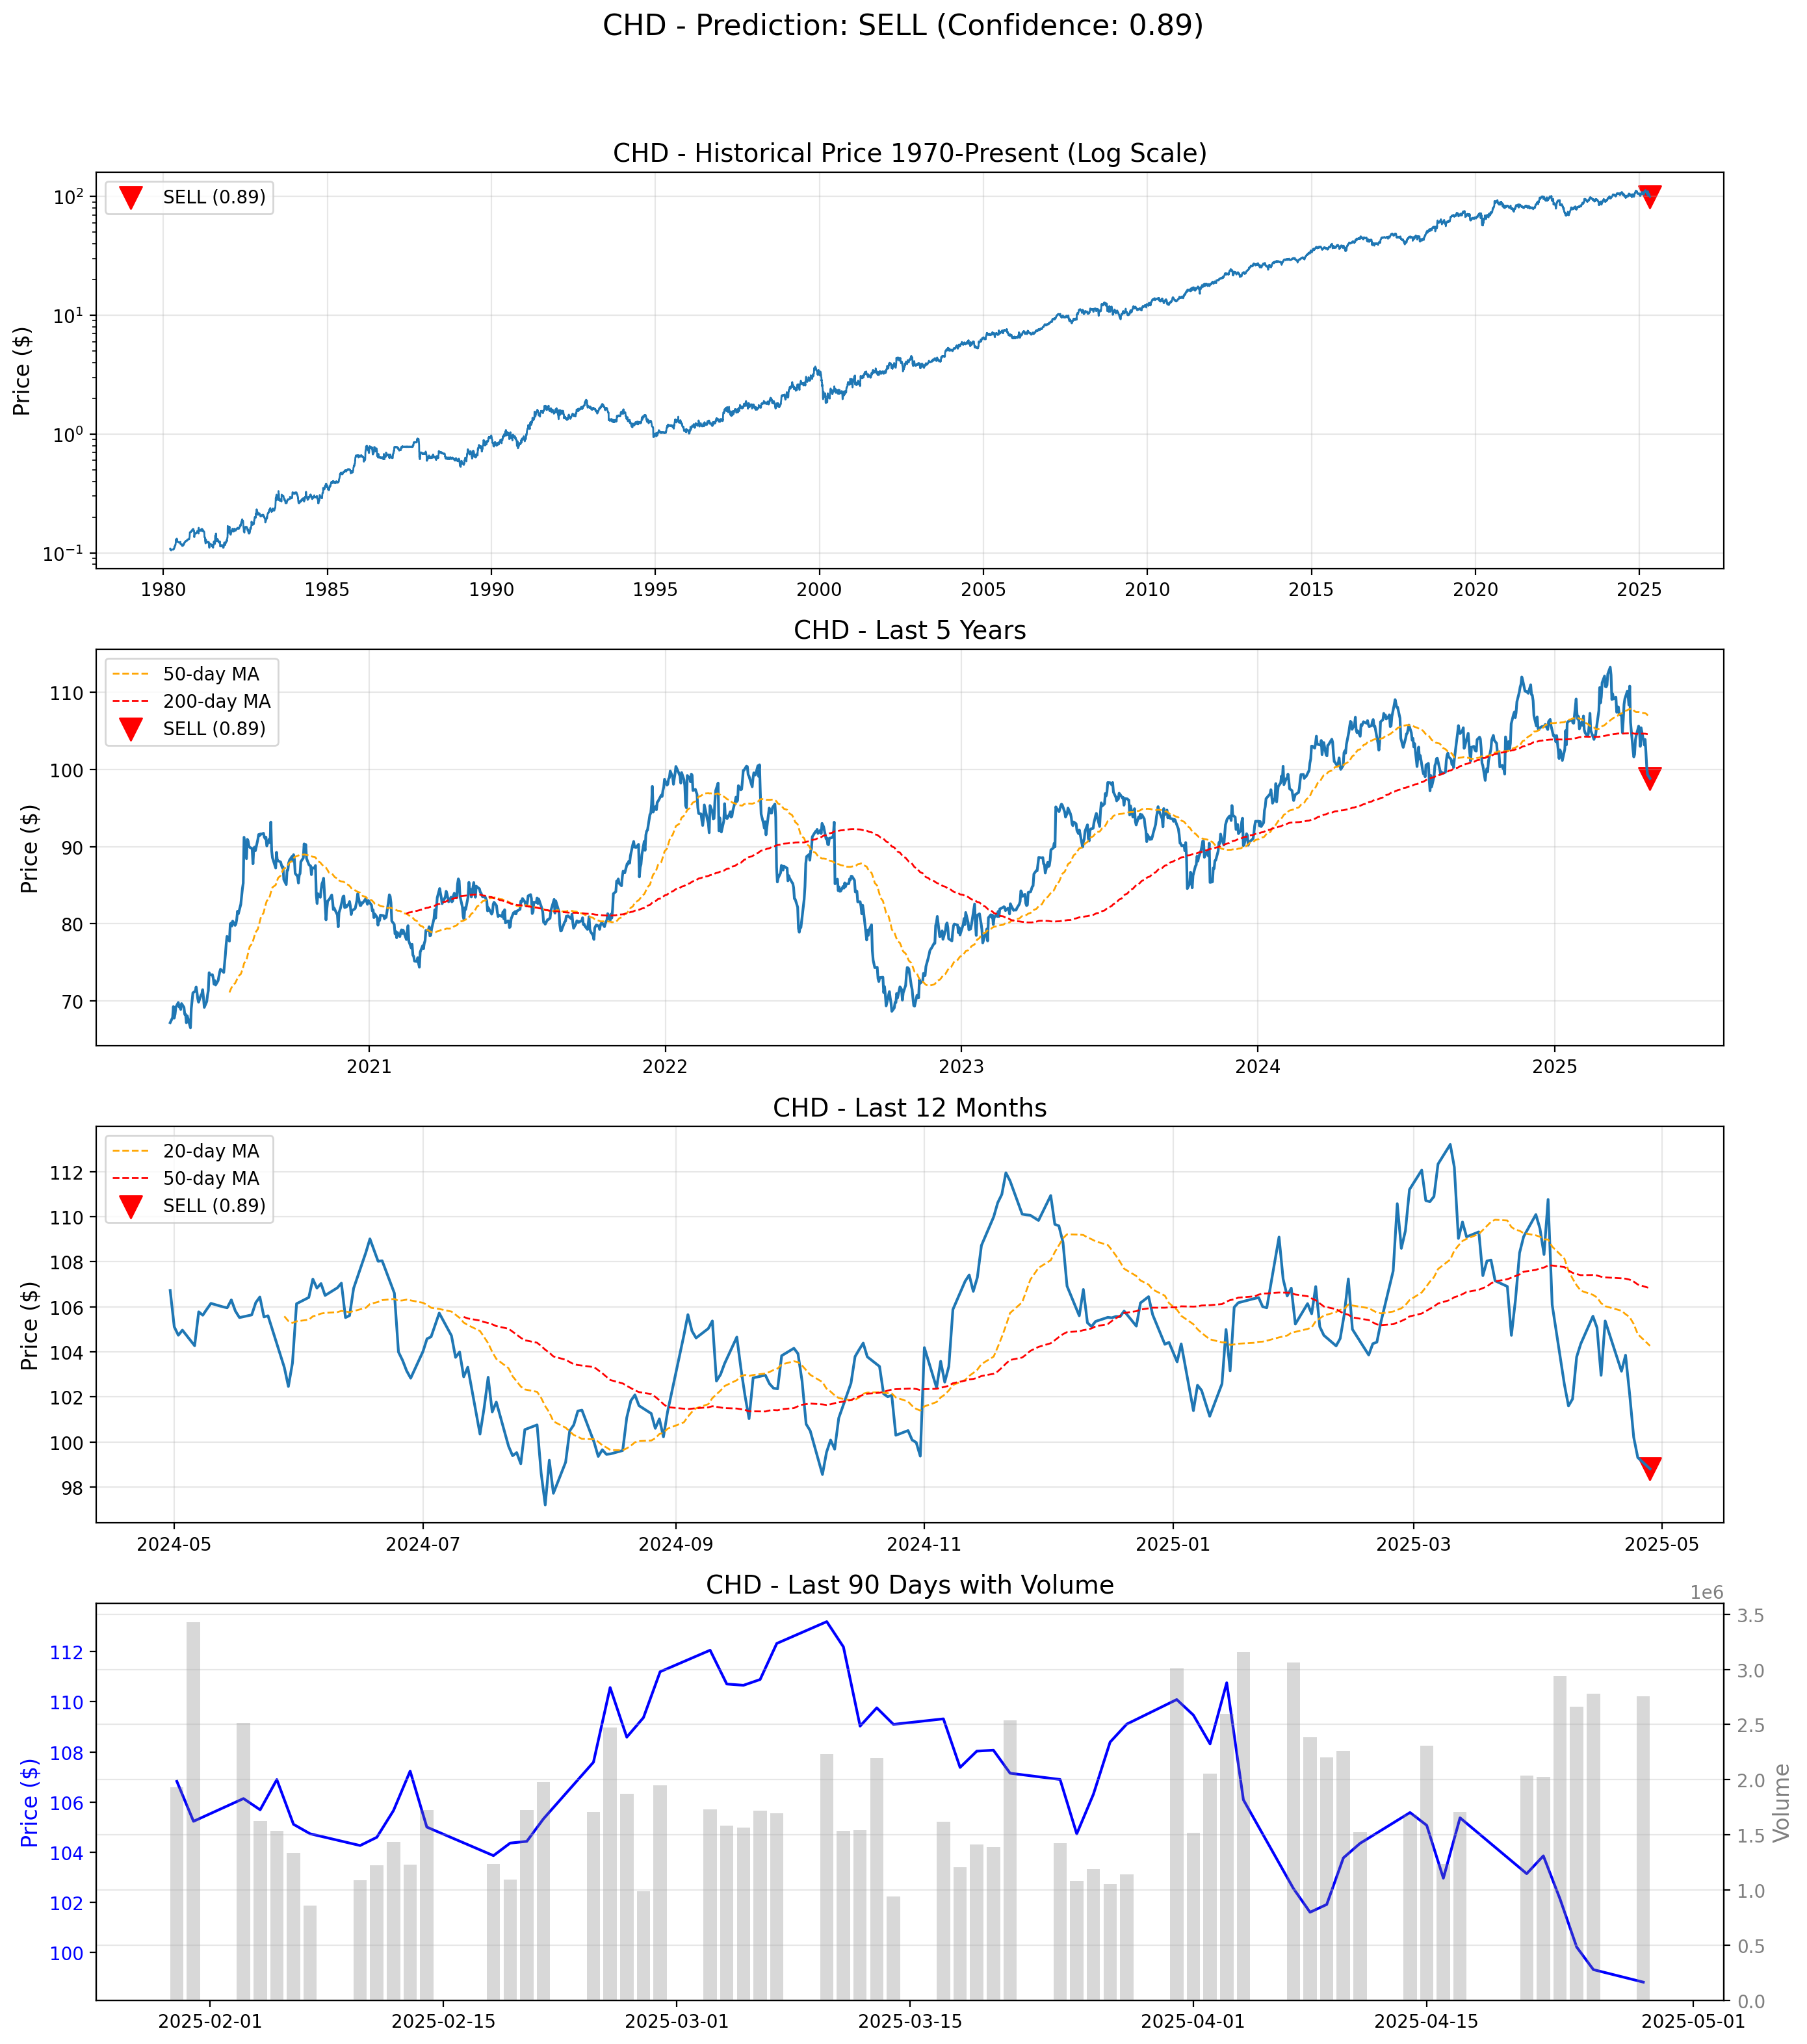 CHD - Prediction: SELL (Confidence: 0.89)
CHD - Historical Price 1970-Present (Log Scale)
SELL (0.89)
Price ($)
10²
10¹
10⁰
10⁻¹
1980 1985 1990 1995 2000 2005 2010 2015 2020 2025
CHD - Last 5 Years
50-day MA
200-day MA
SELL (0.89)
Price ($)
110
100
90
80
70
2021 2022 2023 2024 2025
CHD - Last 12 Months
20-day MA
50-day MA
SELL (0.89)
Price ($)
112
110
108
106
104
102
100
98
2024-05 2024-07 2024-09 2024-11 2025-01 2025-03 2025-05
CHD - Last 90 Days with Volume
1e6
Price ($)
112
110
108
106
104
102
100
3.5
3.0
2.5
2.0
1.5
1.0
0.5
0.0
Volume
2025-02-01 2025-02-15 2025-03-01 2025-03-15 2025-04-01 2025-04-15 2025-05-01